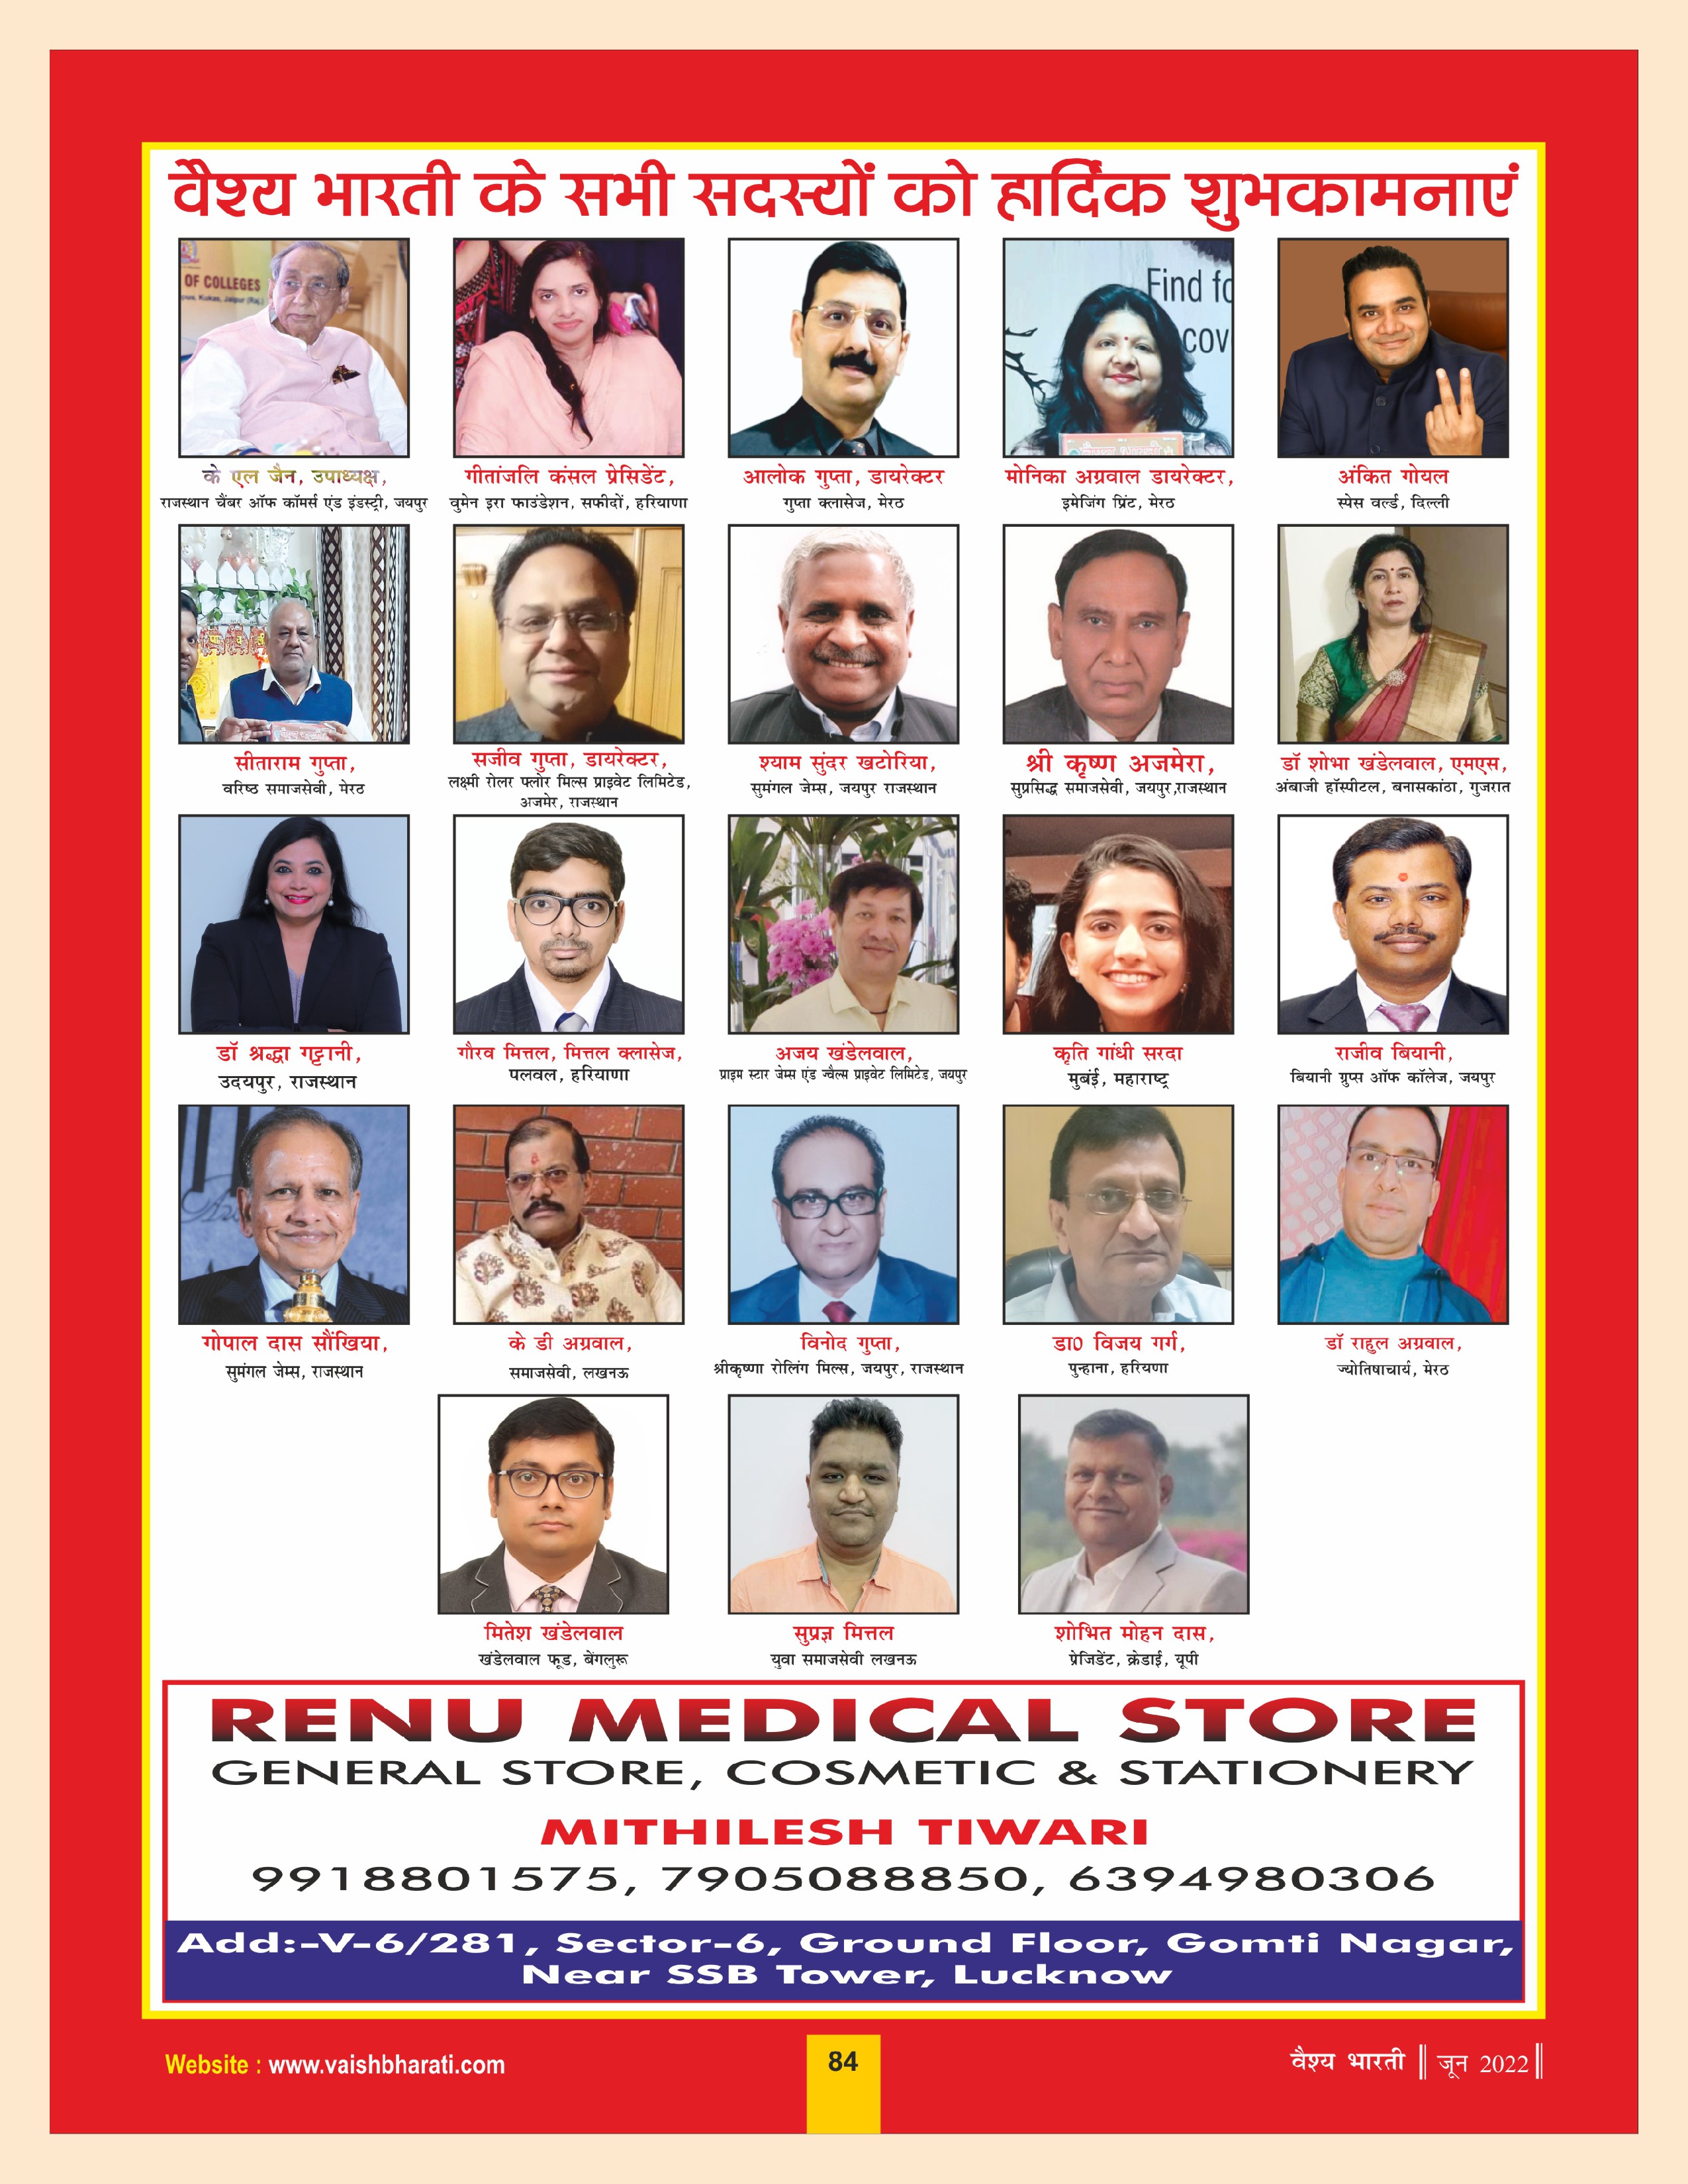 वैश्य भारती के सभी सदस्यों को हार्दिक शुभकामनाएं
OF COLLEGES
Kukas, Jaipur (Raj.)
Find fo
cov
के एल जैन, उपाध्यक्ष,
राजस्थान चैंबर ऑफ कॉमर्स एंड इंडस्ट्री, जयपुर
गीतांजलि कंसल प्रेसिडेंट,
वुमेन इरा फाउंडेशन, सफीदों, हरियाणा
आलोक गुप्ता, डायरेक्टर
गुप्ता क्लासेज, मेरठ
मोनिका अग्रवाल डायरेक्टर,
इमेजिंग प्रिंट, मेरठ
अंकित गोयल
स्पेस वर्ल्ड, दिल्ली
सीताराम गुप्ता,
वरिष्ठ समाजसेवी, मेरठ
सजीव गुप्ता, डायरेक्टर,
लक्ष्मी रोलर फ्लोर मिल्स प्राइवेट लिमिटेड,
अजमेर, राजस्थान
श्याम सुंदर खटोरिया,
सुमंगल जेम्स, जयपुर राजस्थान
श्री कृष्ण अजमेरा,
सुप्रसिद्ध समाजसेवी, जयपुर,राजस्थान
डॉ शोभा खंडेलवाल, एमएस,
अंबाजी हॉस्पीटल, बनासकांठा, गुजरात
डॉ श्रद्धा गट्टानी,
उदयपुर, राजस्थान
गौरव मित्तल, मित्तल क्लासेज,
पलवल, हरियाणा
अजय खंडेलवाल,
प्राइम स्टार जेम्स एंड ज्वैल्स प्राइवेट लिमिटेड, जयपुर
कृति गांधी सरदा
मुबंई, महाराष्ट्र
राजीव बियानी,
बियानी ग्रुप्स ऑफ कॉलेज, जयपुर
गोपाल दास सौंखिया,
सुमंगल जेम्स, राजस्थान
के डी अग्रवाल,
समाजसेवी, लखनऊ
विनोद गुप्ता,
श्रीकृष्णा रोलिंग मिल्स, जयपुर, राजस्थान
डा0 विजय गर्ग,
पुन्हाना, हरियणा
डॉ राहुल अग्रवाल,
ज्योतिषाचार्य, मेरठ
मितेश खंडेलवाल
खंडेलवाल फूड, बेंगलुरू
सुप्रज्ञ मित्तल
युवा समाजसेवी लखनऊ
शोभित मोहन दास,
प्रेजिडेंट, क्रेडाई, यूपी
RENU MEDICAL STORE
GENERAL STORE, COSMETIC & STATIONERY
MITHILESH TIWARI
9918801575, 7905088850, 6394980306
Add:-V-6/281, Sector-6, Ground Floor, Gomti Nagar,
Near SSB Tower, Lucknow
Website : www.vaishbharati.com
84
वैश्य भारती || जून 2022 ||